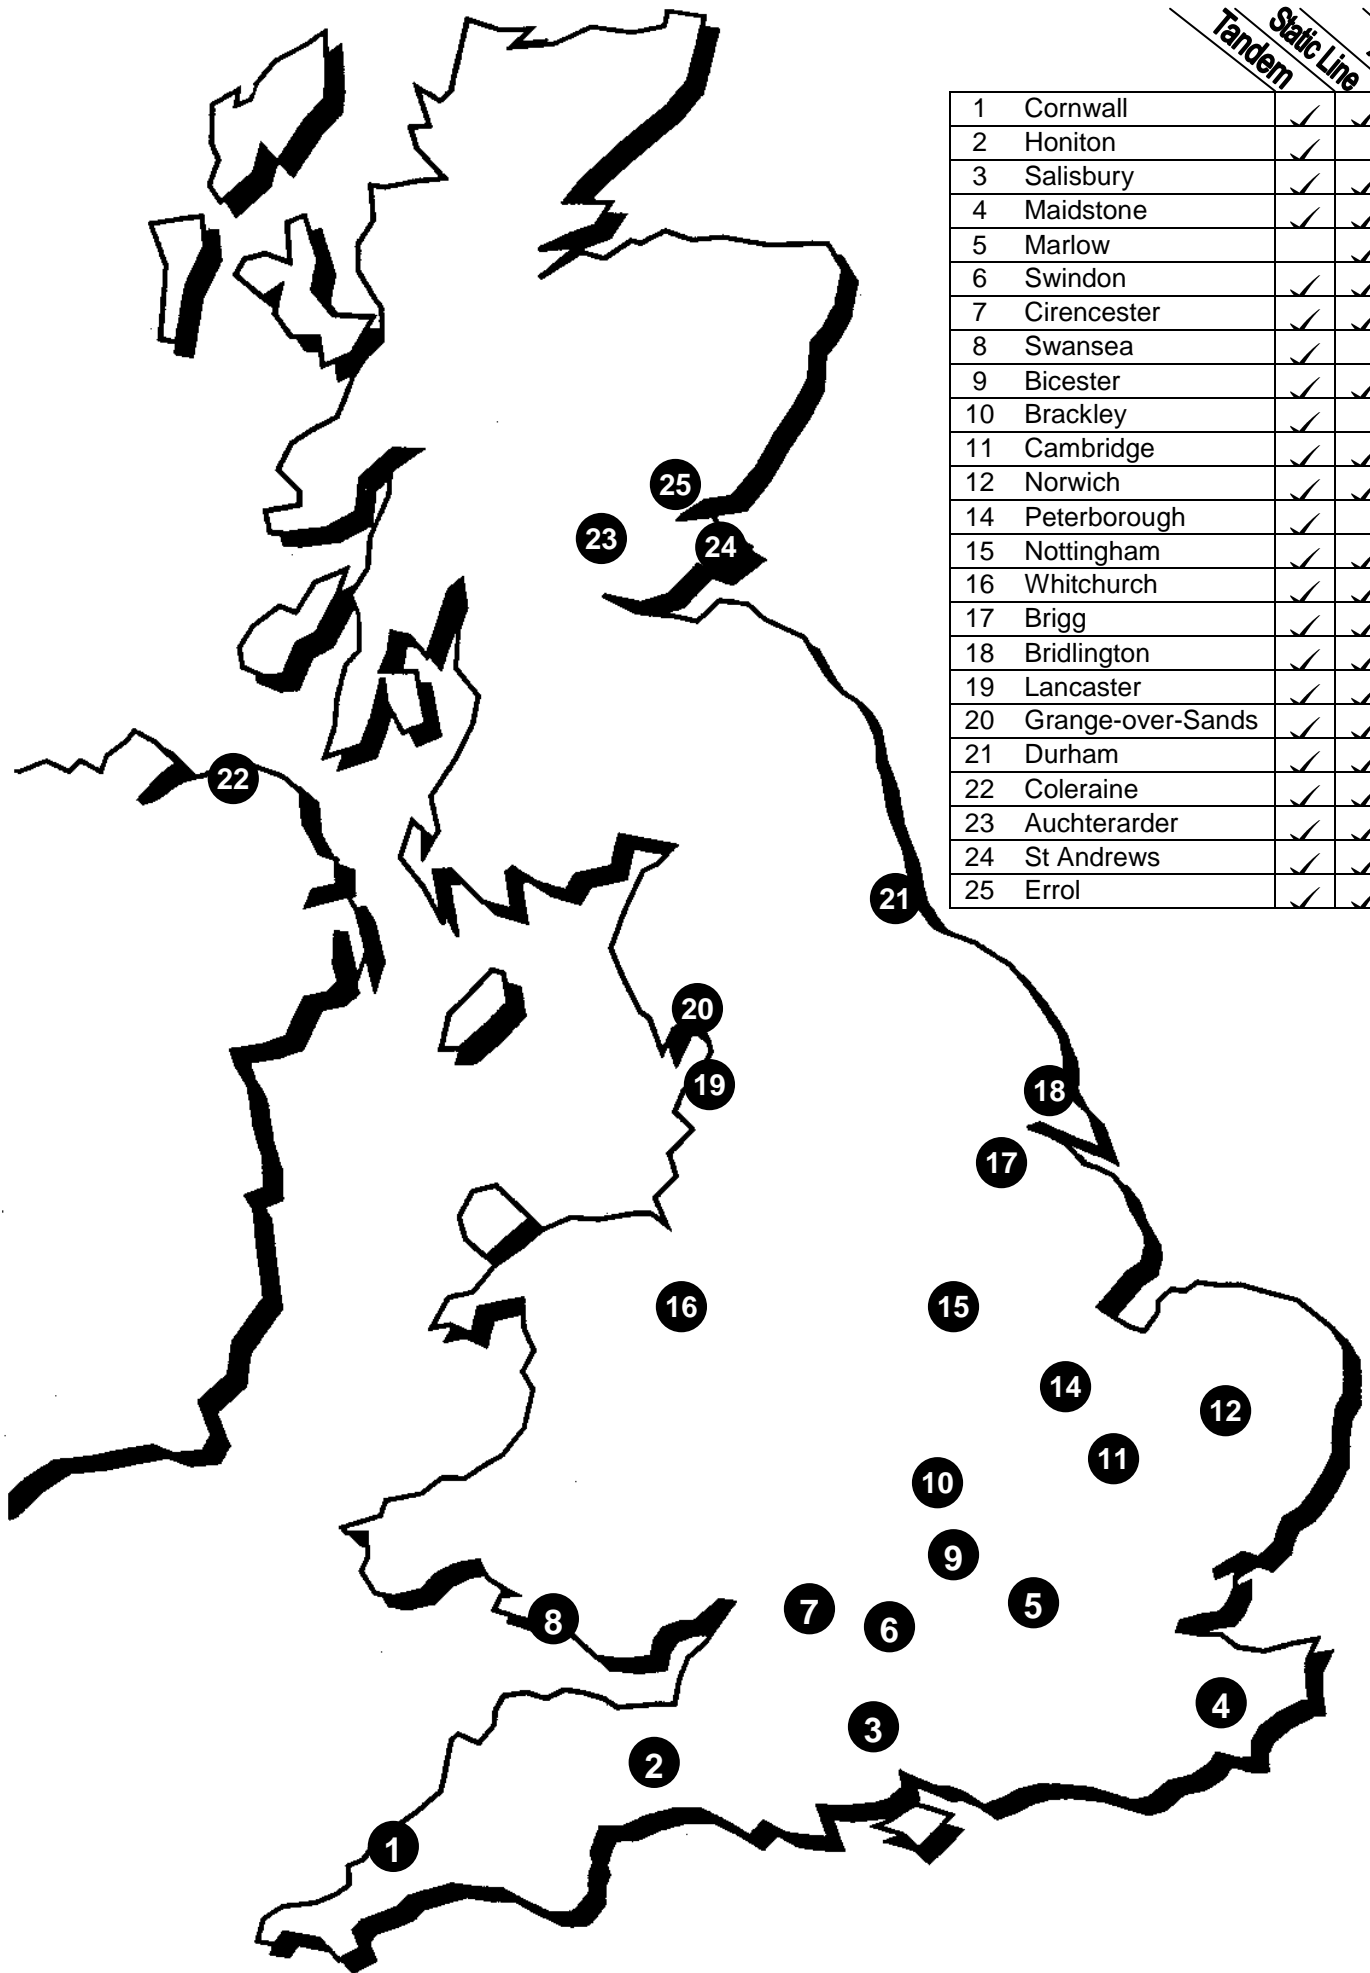 Tandem
Static Line
1 Cornwall ✓ ✓
2 Honiton ✓
3 Salisbury ✓ ✓
4 Maidstone ✓ ✓
5 Marlow ✓
6 Swindon ✓ ✓
7 Cirencester ✓ ✓
8 Swansea ✓
9 Bicester ✓ ✓
10 Brackley ✓
11 Cambridge ✓ ✓
12 Norwich ✓ ✓
14 Peterborough ✓
15 Nottingham ✓ ✓
16 Whitchurch ✓ ✓
17 Brigg ✓ ✓
18 Bridlington ✓ ✓
19 Lancaster ✓ ✓
20 Grange-over-Sands ✓ ✓
21 Durham ✓ ✓
22 Coleraine ✓ ✓
23 Auchterarder ✓ ✓
24 St Andrews ✓ ✓
25 Errol ✓ ✓
25
23
24
22
21
20
19
18
17
16
15
14
12
11
10
9
5
7
6
8
4
3
2
1